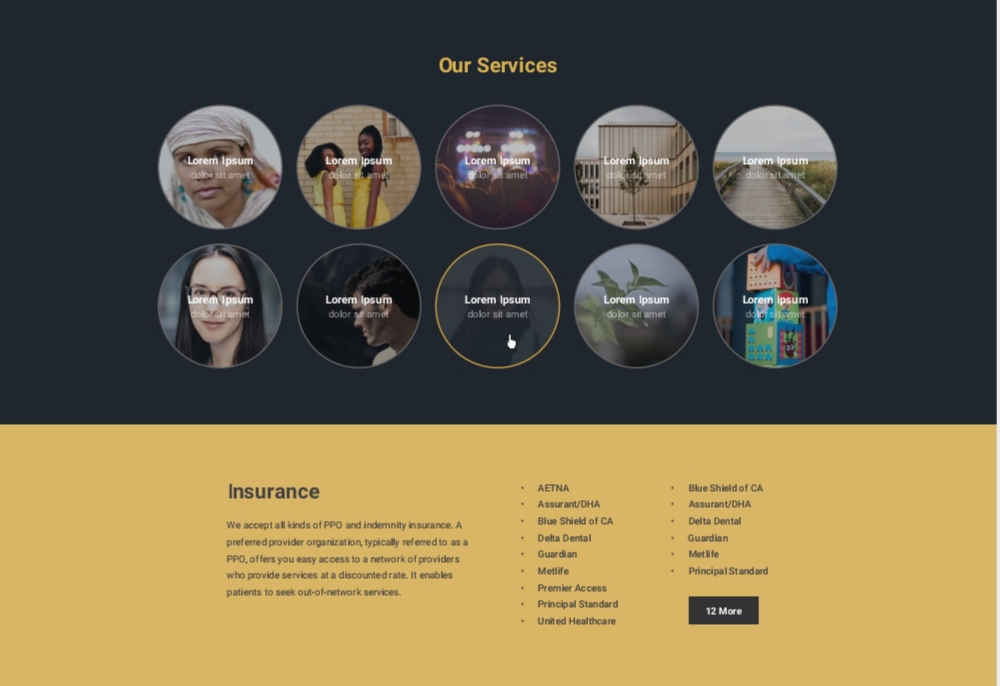 Our Services
Lorem Ipsum
dolor sit amet
Lorem Ipsum
dolor sit amet
Lorem Ipsum
dolor sit amet
Lorem Ipsum
dolor sit amet
Lorem Ipsum
dolor sit amet
Lorem Ipsum
dolor sit amet
Lorem Ipsum
dolor sit amet
Lorem Ipsum
dolor sit amet
Lorem Ipsum
dolor sit amet
Lorem Ipsum
dolor sit amet
Insurance
We accept all kinds of PPO and indemnity insurance. A
preferred provider organization, typically referred to as a
PPO, offers you easy access to a network of providers
who provide services at a discounted rate. It enables
patients to seek out-of-network services.
• AETNA
• Assurant/DHA
• Blue Shield of CA
• Delta Dental
• Guardian
• Metlife
• Premier Access
• Principal Standard
• United Healthcare
• Blue Shield of CA
• Assurant/DHA
• Delta Dental
• Guardian
• Metlife
• Principal Standard
12 More